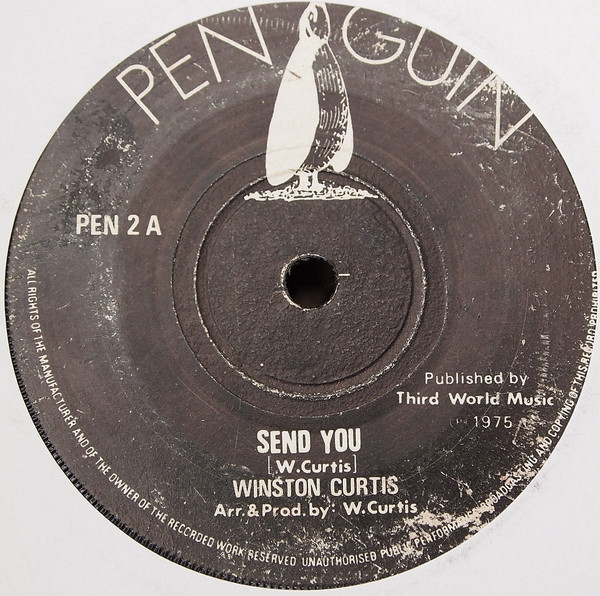 PENGUIN
PEN 2 A
Published by
Third World Music
℗ 1975
SEND YOU
[W.Curtis]
WINSTON CURTIS
Arr. & Prod. by: W.Curtis
ALL RIGHTS OF THE MANUFACTURER AND OF THE OWNER OF THE RECORDED WORK RESERVED UNAUTHORISED PUBLIC PERFORMANCE BROADCASTING AND COPYING OF THIS RECORD PROHIBITED